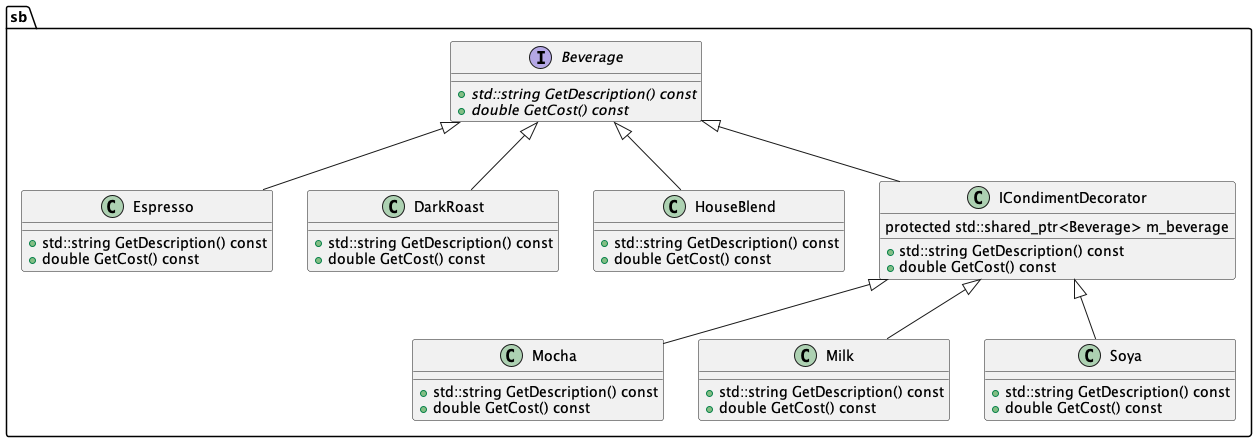 sb
I Beverage
std::string GetDescription() const
double GetCost() const
C Espresso
std::string GetDescription() const
double GetCost() const
C DarkRoast
std::string GetDescription() const
double GetCost() const
C HouseBlend
std::string GetDescription() const
double GetCost() const
C ICondimentDecorator
protected std::shared_ptr<Beverage> m_beverage
std::string GetDescription() const
double GetCost() const
C Mocha
std::string GetDescription() const
double GetCost() const
C Milk
std::string GetDescription() const
double GetCost() const
C Soya
std::string GetDescription() const
double GetCost() const